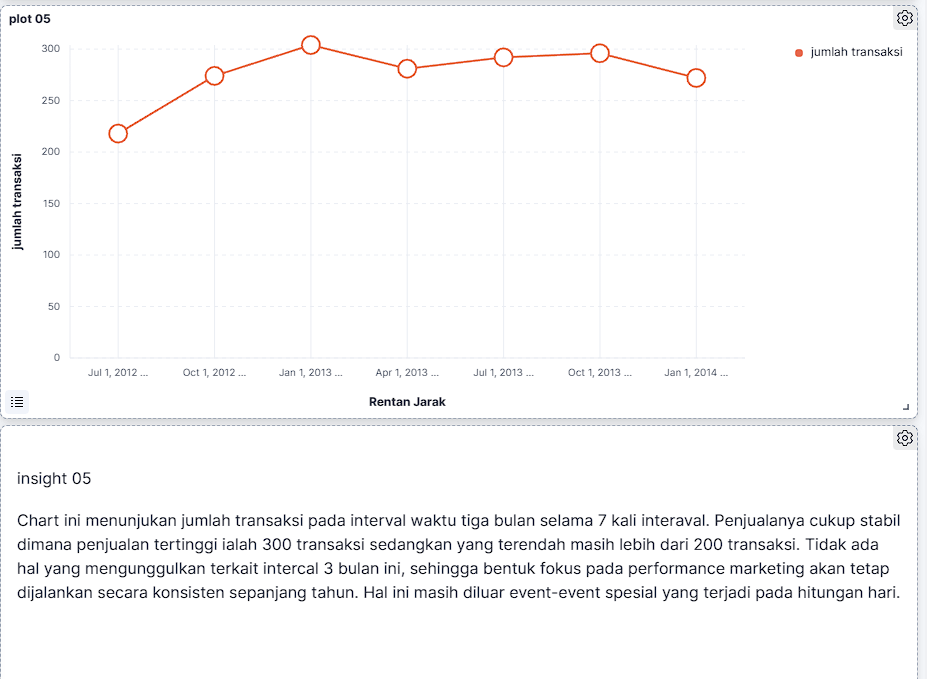 plot 05
jumlah transaksi
300
250
200
150
100
50
0
jumlah transaksi
Jul 1, 2012 ... Oct 1, 2012 ... Jan 1, 2013 ... Apr 1, 2013 ... Jul 1, 2013 ... Oct 1, 2013 ... Jan 1, 2014 ...
Rentan Jarak
insight 05
Chart ini menunjukan jumlah transaksi pada interval waktu tiga bulan selama 7 kali interaval. Penjualanya cukup stabil
dimana penjualan tertinggi ialah 300 transaksi sedangkan yang terendah masih lebih dari 200 transaksi. Tidak ada
hal yang mengunggulkan terkait intercal 3 bulan ini, sehingga bentuk fokus pada performance marketing akan tetap
dijalankan secara konsisten sepanjang tahun. Hal ini masih diluar event-event spesial yang terjadi pada hitungan hari.